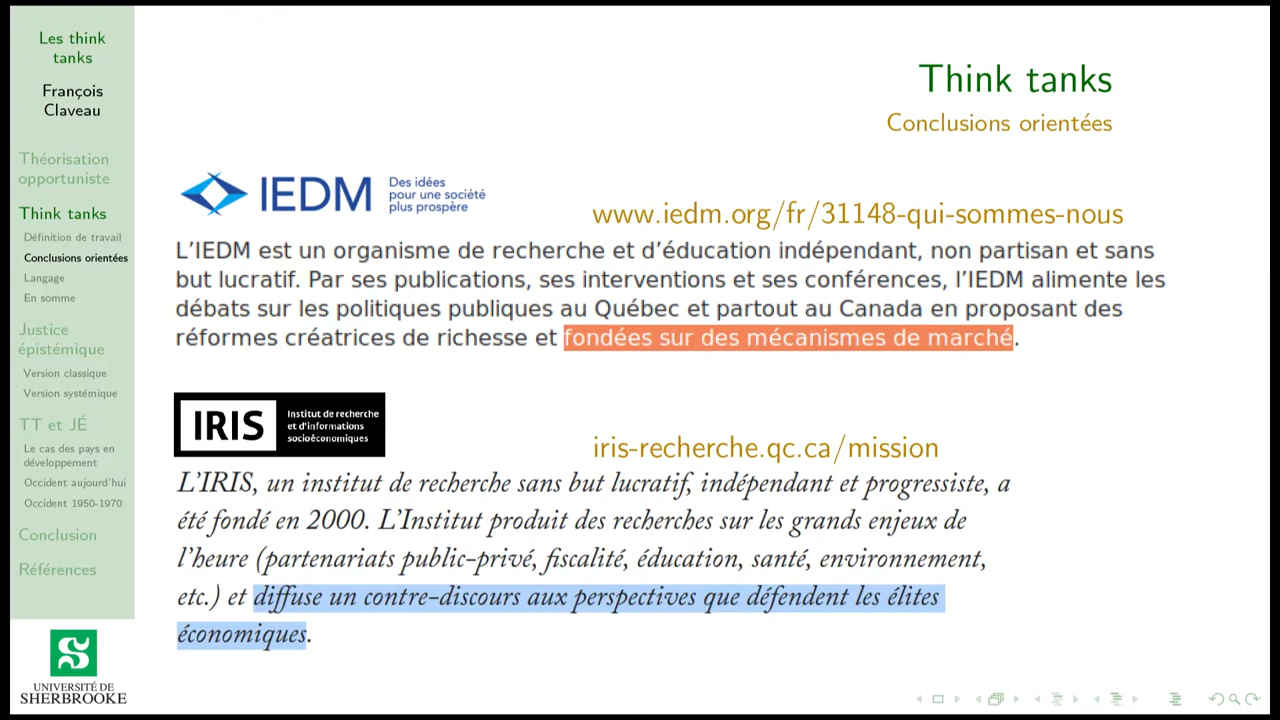 Les think
tanks
François
Claveau
Théorisation
opportuniste
Think tanks
Définition de travail
Conclusions orientées
Langage
En somme
Justice
épistémique
Version classique
Version systémique
TT et JÉ
Le cas des pays en
développement
Occident aujourd'hui
Occident 1950-1970
Conclusion
Références
UNIVERSITÉ DE
SHERBROOKE
Think tanks
Conclusions orientées
IEDM
Des idées
pour une société
plus prospère
www.iedm.org/fr/31148-qui-sommes-nous
L'IEDM est un organisme de recherche et d'éducation indépendant, non partisan et sans
but lucratif. Par ses publications, ses interventions et ses conférences, l'IEDM alimente les
débats sur les politiques publiques au Québec et partout au Canada en proposant des
réformes créatrices de richesse et fondées sur des mécanismes de marché.
IRIS
Institut de recherche
et d'informations
socioéconomiques
iris-recherche.qc.ca/mission
L'IRIS, un institut de recherche sans but lucratif, indépendant et progressiste, a
été fondé en 2000. L'Institut produit des recherches sur les grands enjeux de
l'heure (partenariats public-privé, fiscalité, éducation, santé, environnement,
etc.) et diffuse un contre-discours aux perspectives que défendent les élites
économiques.